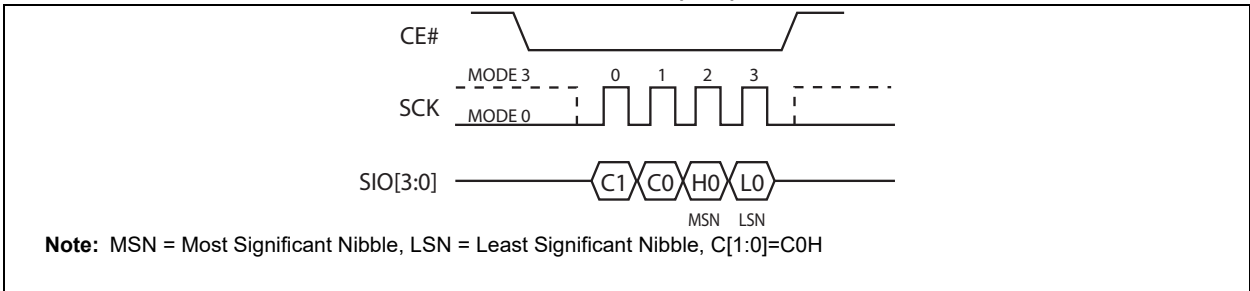 CE#
MODE 3
0 1 2 3
SCK
MODE 0
SIO[3:0]
C1 C0 H0 L0
MSN LSN
Note: MSN = Most Significant Nibble, LSN = Least Significant Nibble, C[1:0]=C0H